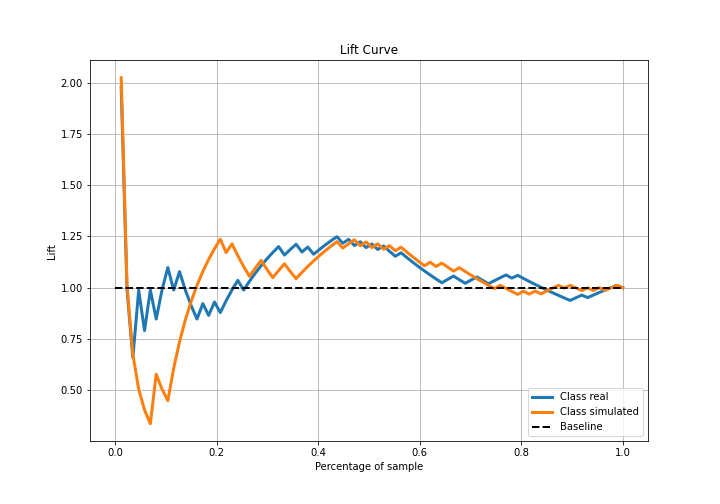 Lift Curve
2.00
1.75
1.50
1.25
1.00
0.75
0.50
Lift
0.0 0.2 0.4 0.6 0.8 1.0
Percentage of sample
Class real
Class simulated
Baseline